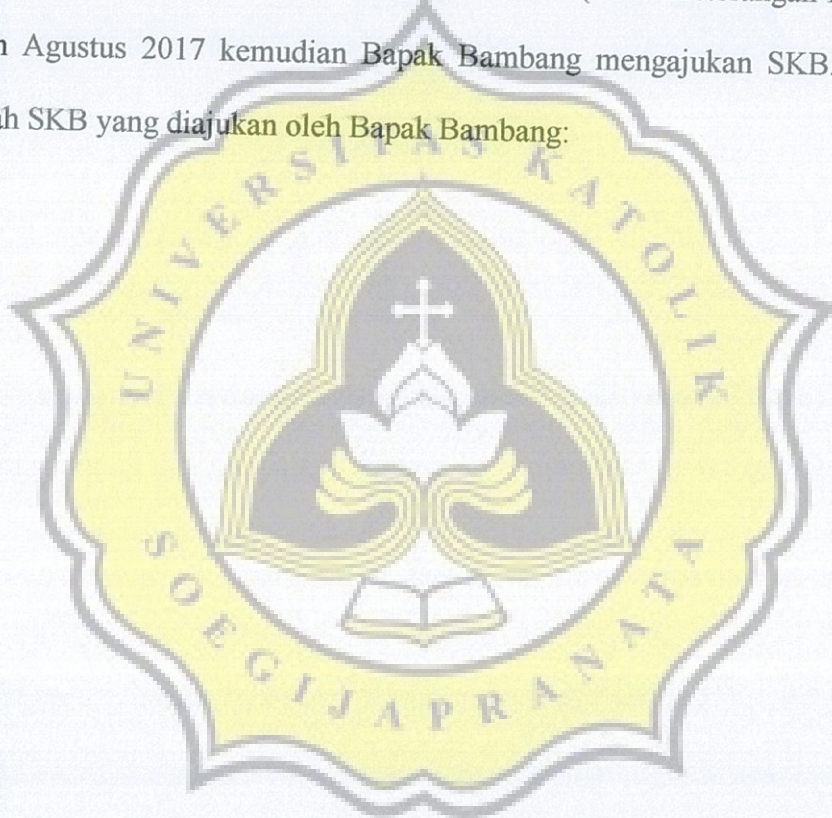 Agustus 2017 kemudian Bapak Bambang mengajukan SKB.
SKB yang diajukan oleh Bapak Bambang:
UNIVERSITAS KATOLIK
SOEGIJAPRANATA